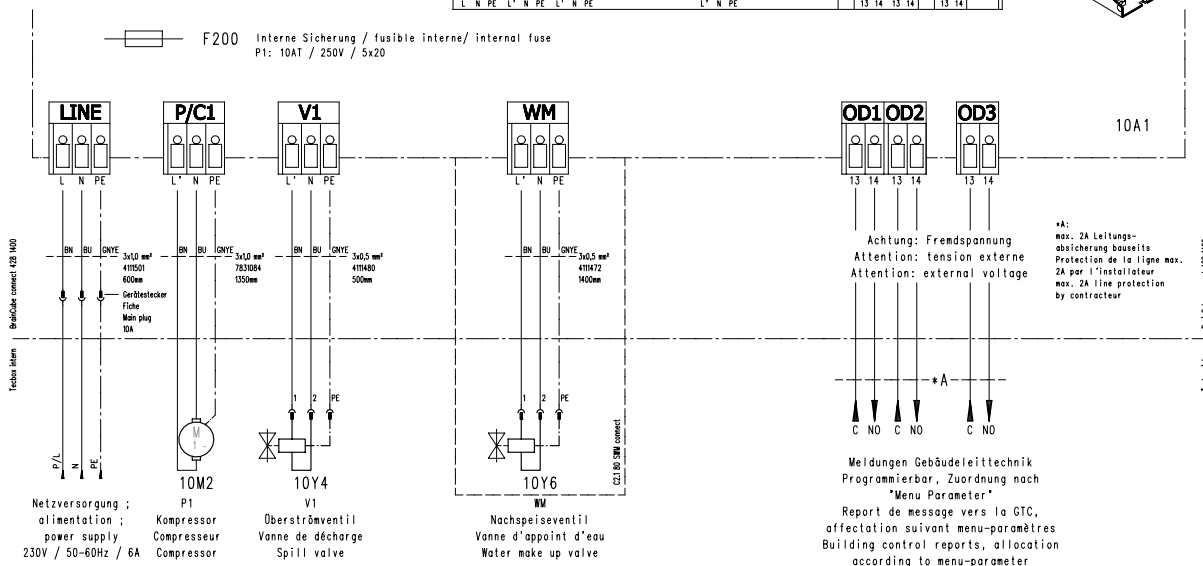 L N PE L' N PE L' N PE L' N PE 13 14 13 14 13 14
F200 Interne Sicherung / fusible interne/ internal fuse
P1: 10AT / 250V / 5x20
LINE P/C1 V1 WM OD1 OD2 OD3
10A1
L N PE L' N PE L' N PE L' N PE 13 14 13 14 13 14
BN BU GNYE
3x1,0 mm²
4111501
600mm
Gerätestecker
Fiche
Main plug
10A
BN BU GNYE
3x1,0 mm²
7831084
1350mm
BN BU GNYE
3x0,5 mm²
4111480
500mm
BN BU GNYE
3x0,5 mm²
4111472
1400mm
Achtung: Fremdspannung
Attention: tension externe
Attention: external voltage
*A:
max. 2A Leitungs-
absicherung bauseits
Protection de la ligne max.
2A par l'installateur
max. 2A line protection
by contracteur
BrainCube connect 428 1400
Tecbox intern
*A
1 2 PE
1 2 PE
C NO C NO C NO
P/L N PE
M
1 ~
C2.1 80 SWM connect
10M2
10Y4
10Y6
Netzversorgung ;
alimentation ;
power supply
230V / 50-60Hz / 6A
P1
Kompressor
Compresseur
Compressor
V1
Überströmventil
Vanne de décharge
Spill valve
WM
Nachspeiseventil
Vanne d'appoint d'eau
Water make up valve
Meldungen Gebäudeleittechnik
Programmierbar, Zuordnung nach
"Menu Parameter"
Report de message vers la GTC,
affectation suivant menu-paramètres
Building control reports, allocation
according to menu-parameter